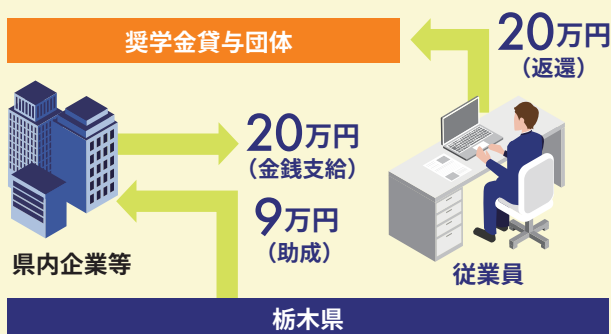 奨学金貸与団体
20万円
（返還）
20万円
（金銭支給）
9万円
（助成）
県内企業等
従業員
栃木県